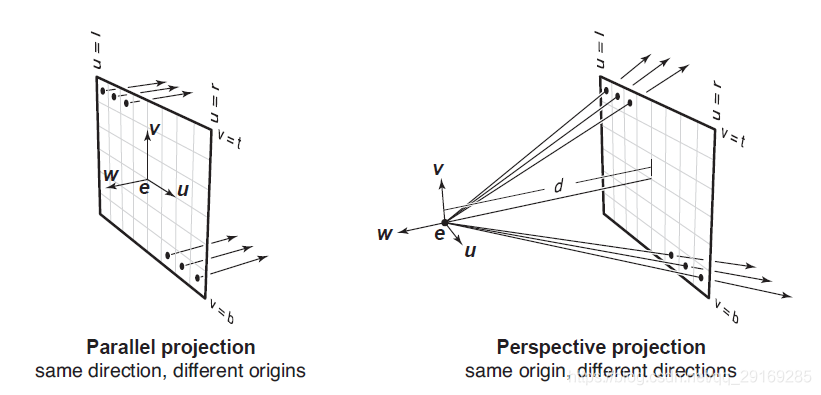 u = l
u = r
v = t
v
w
e
u
v = b
Parallel projection
same direction, different origins
u = l
u = r
v = t
v
d
w
e
u
v = b
Perspective projection
same origin, different directions
https://blog.csdn.net/qq_29169285